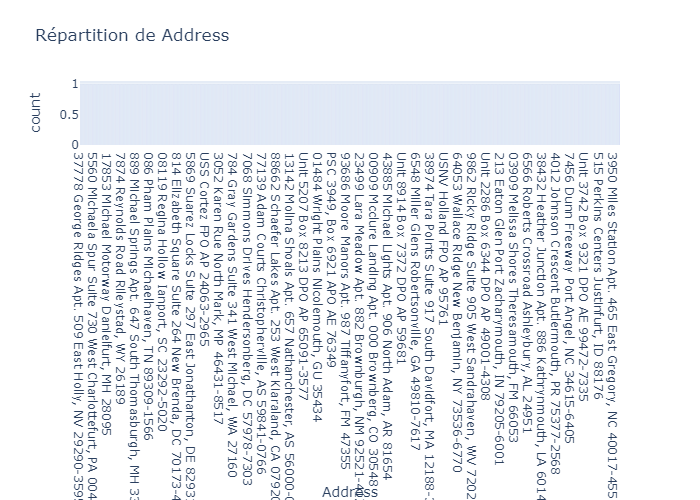 Répartition de Address
1
0.5
0
count
37778 George Ridges Apt. 509 East Holly, NV 29290-359
5560 Michaela Spur Suite 730 West Charlottefurt, PA 004
17853 Michael Motorway Danielfurt, MH 28095
7874 Reynolds Road Rileystad, WY 26189
889 Michael Springs Apt. 647 South Thomasburgh, MH 33
086 Pham Plains Michaelhaven, TN 89309-1566
08119 Regina Hollow Ianport, SC 23292-5020
814 Elizabeth Square Suite 264 New Brenda, DC 70173-4
5869 Suarez Locks Suite 297 East Jonathanton, DE 8293
USS Cortez FPO AP 24063-2965
3052 Karen Rue North Mark, MP 46431-8517
784 Gray Gardens Suite 341 West Michael, WA 27160
7068 Simmons Drives Hendersonberg, DC 57978-7303
77139 Adam Courts Christopherville, AS 59841-0766
88662 Schaefer Lakes Apt. 253 West Klaraland, CA 0792
13142 Molina Shoals Apt. 657 Nathanchester, AS 56000-
Unit 5207 Box 8213 DPO AP 65091-3577
01484 Wright Plains Nicolemouth, GU 35434
PSC 3949, Box 6921 APO AE 76349
93686 Moore Manors Apt. 987 Tiffanyfort, FM 47355
23499 Lara Meadow Apt. 882 Brownburgh, NM 92521-4
00909 Mcclure Landing Apt. 000 Brownberg, CO 30548
43885 Michael Lights Apt. 906 North Adam, AR 81654
Unit 8914 Box 7372 DPO AP 59681
6548 Miller Glens Robertsonville, GA 49810-7617
38974 Tara Points Suite 917 South Davidfort, MA 12188-
USNV Holland FPO AP 95761
64053 Wallace Ridge New Benjamin, NY 73536-6770
9862 Ricky Ridge Suite 905 West Sandrahaven, WV 7202
Unit 2286 Box 6344 DPO AP 49001-4308
213 Eaton Glen Port Zacharymouth, IN 79205-6001
03909 Melissa Shores Theresamouth, FM 66053
6566 Roberts Crossroad Ashleybury, AL 24951
38432 Heather Junction Apt. 886 Kathrynmouth, LA 6014
4012 Johnson Crescent Butlermouth, PR 75377-2568
7456 Dunn Freeway Port Angel, NC 34615-6405
Unit 3742 Box 9321 DPO AE 99472-7335
515 Perkins Centers Justinfurt, ID 88176
3950 Miles Station Apt. 465 East Gregory, NC 40017-455
Address